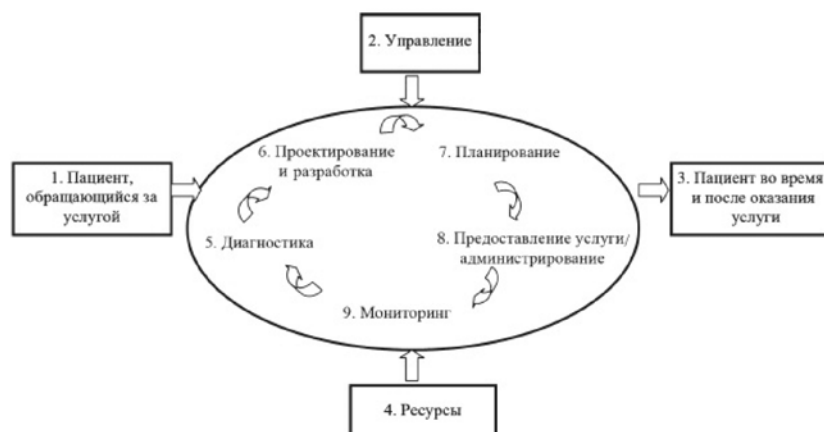 2. Управление
6. Проектирование
и разработка
7. Планирование
1. Пациент,
обращающийся за
услугой
3. Пациент во время
и после оказания
услуги
5. Диагностика
8. Предоставление услуги/
администрирование
9. Мониторинг
4. Ресурсы